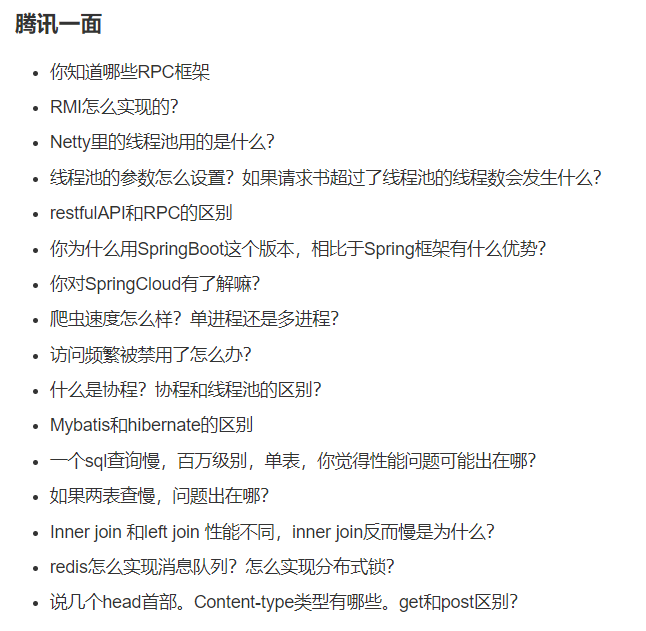 腾讯一面
你知道哪些RPC框架
RMI怎么实现的？
Netty里的线程池用的是什么？
线程池的参数怎么设置？如果请求书超过了线程池的线程数会发生什么？
restfulAPI和RPC的区别
你为什么用SpringBoot这个版本，相比于Spring框架有什么优势？
你对SpringCloud有了解嘛？
爬虫速度怎么样？单进程还是多进程？
访问频繁被禁用了怎么办？
什么是协程？协程和线程池的区别？
Mybatis和hibernate的区别
一个sql查询慢，百万级别，单表，你觉得性能问题可能出在哪？
如果两表查慢，问题出在哪？
Inner join 和left join 性能不同，inner join反而慢是为什么？
redis怎么实现消息队列？怎么实现分布式锁？
说几个head首部。Content-type类型有哪些。get和post区别？